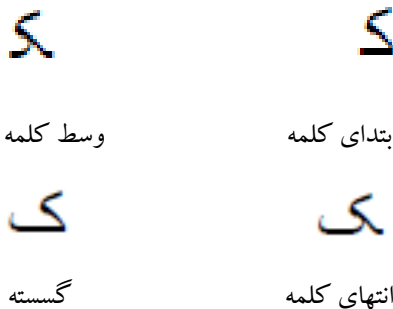 ﻛ ﻜ
بتدای کلمه وسط کلمه
ﮏ ک
انتهای کلمه گسسته